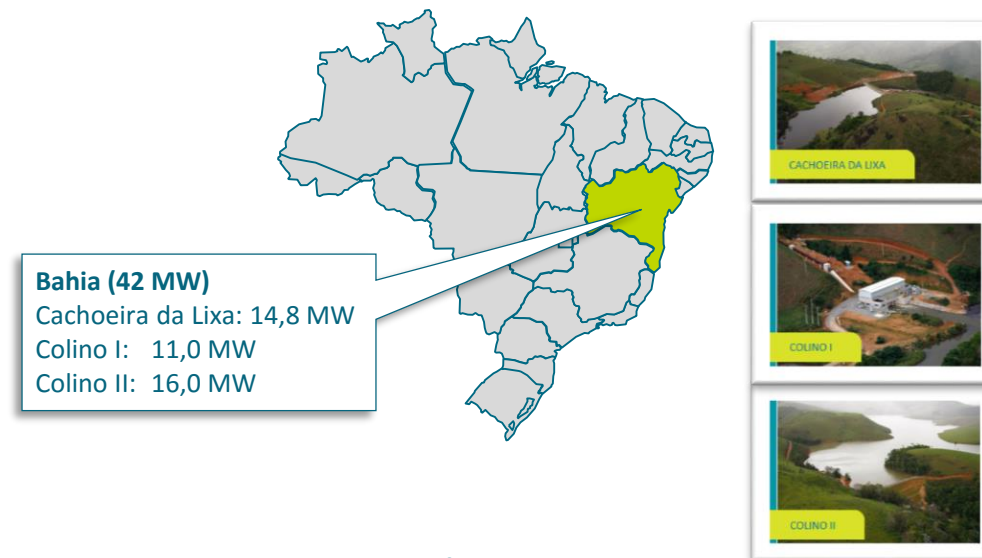 Bahia (42 MW)
Cachoeira da Lixa: 14,8 MW
Colino I: 11,0 MW
Colino II: 16,0 MW
CACHOEIRA DA LIXA
COLINO I
COLINO II